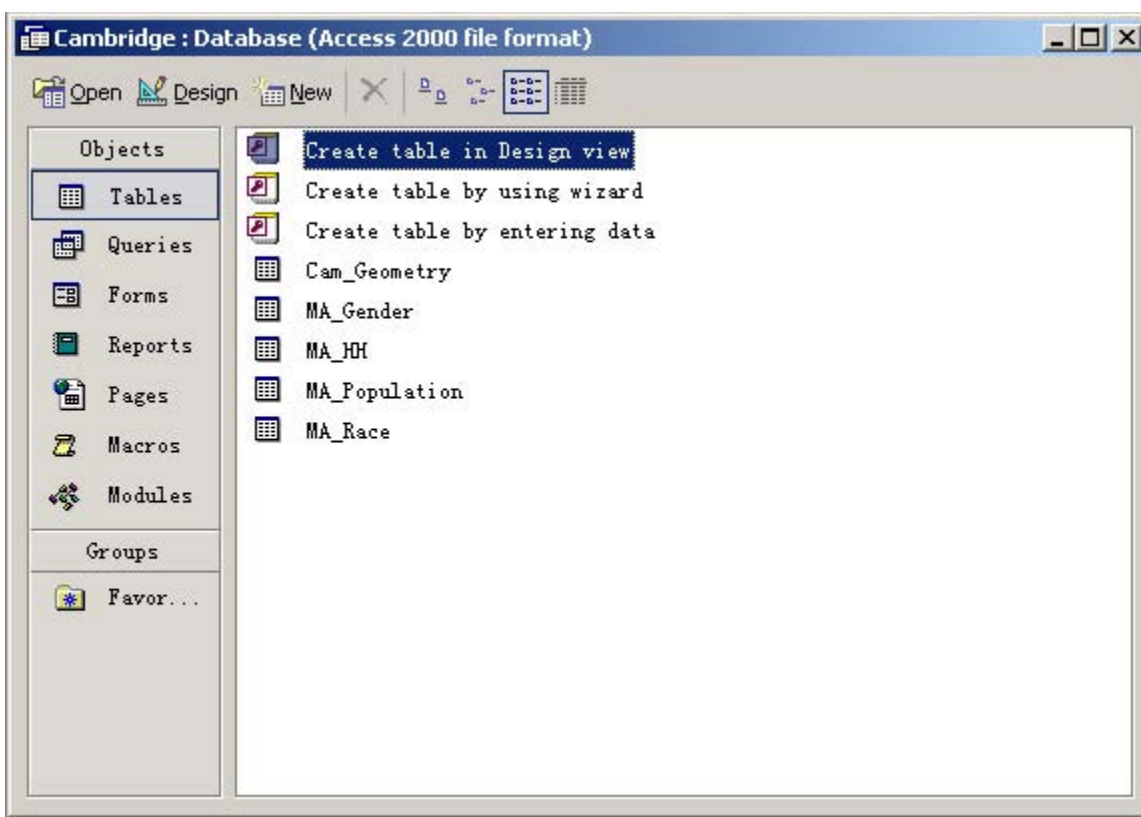 Cambridge : Database (Access 2000 file format)
Open Design New
Objects
Tables
Queries
Forms
Reports
Pages
Macros
Modules
Groups
Favor...
Create table in Design view
Create table by using wizard
Create table by entering data
Cam_Geometry
MA_Gender
MA_HH
MA_Population
MA_Race